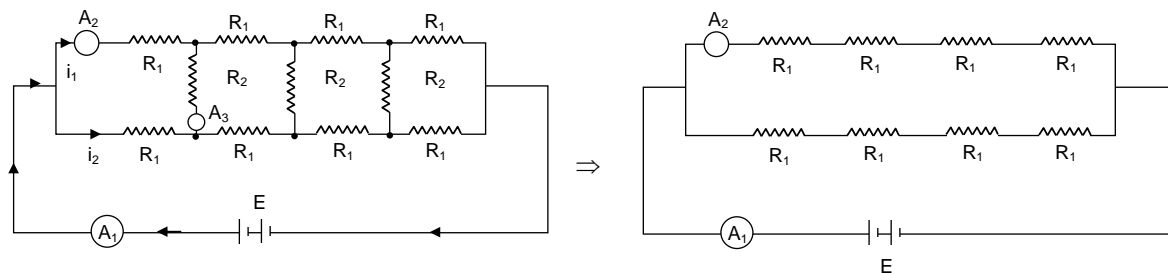 A2 R1 R1 R1
i1 R1 R2 R2 R2
A3
i2 R1 R1 R1 R1
E
A1
⇒
A2
R1 R1 R1 R1
R1 R1 R1 R1
A1
E